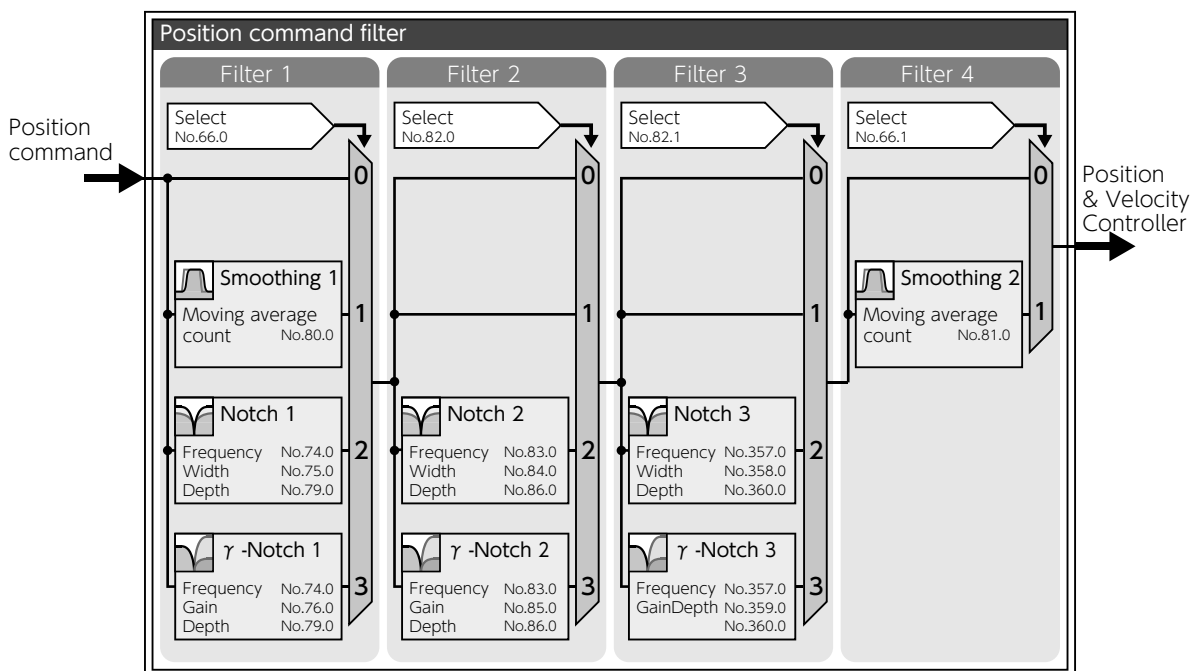 Position command filter
Filter 1
Filter 2
Filter 3
Filter 4
Select
No.66.0
Select
No.82.0
Select
No.82.1
Select
No.66.1
Position
command
0
0
0
0
Position
& Velocity
Controller
Smoothing 1
Moving average
count No.80.0
1
1
1
Smoothing 2
Moving average
count No.81.0
1
Notch 1
Frequency No.74.0
Width No.75.0
Depth No.79.0
2
Notch 2
Frequency No.83.0
Width No.84.0
Depth No.86.0
2
Notch 3
Frequency No.357.0
Width No.358.0
Depth No.360.0
2
γ -Notch 1
Frequency No.74.0
Gain No.76.0
Depth No.79.0
3
γ -Notch 2
Frequency No.83.0
Gain No.85.0
Depth No.86.0
3
γ -Notch 3
Frequency No.357.0
GainDepth No.359.0
No.360.0
3